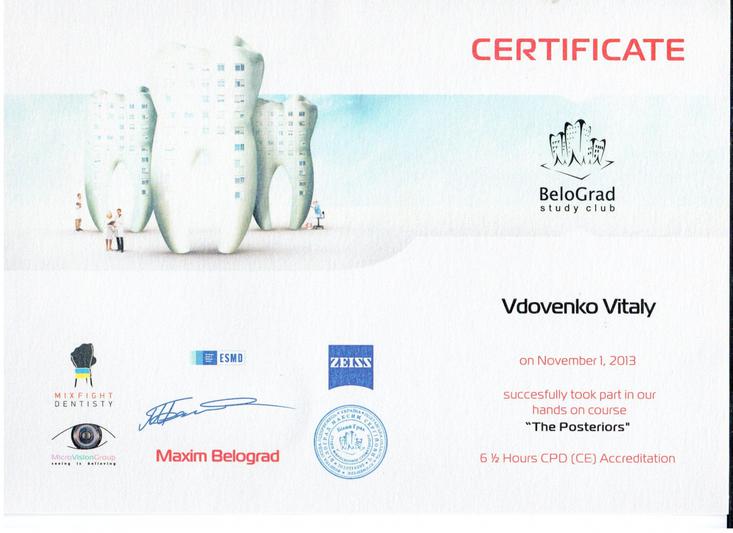 CERTIFICATE
BeloGrad
study club
Vdovenko Vitaly
on November 1, 2013
succesfully took part in our
hands on course
"The Posteriors"
6 ½ Hours CPD (CE) Accreditation
MIXFIGHT
DENTISTY
ESMD
ZEISS
MicroVisionGroup
seeing is believing
Maxim Belograd